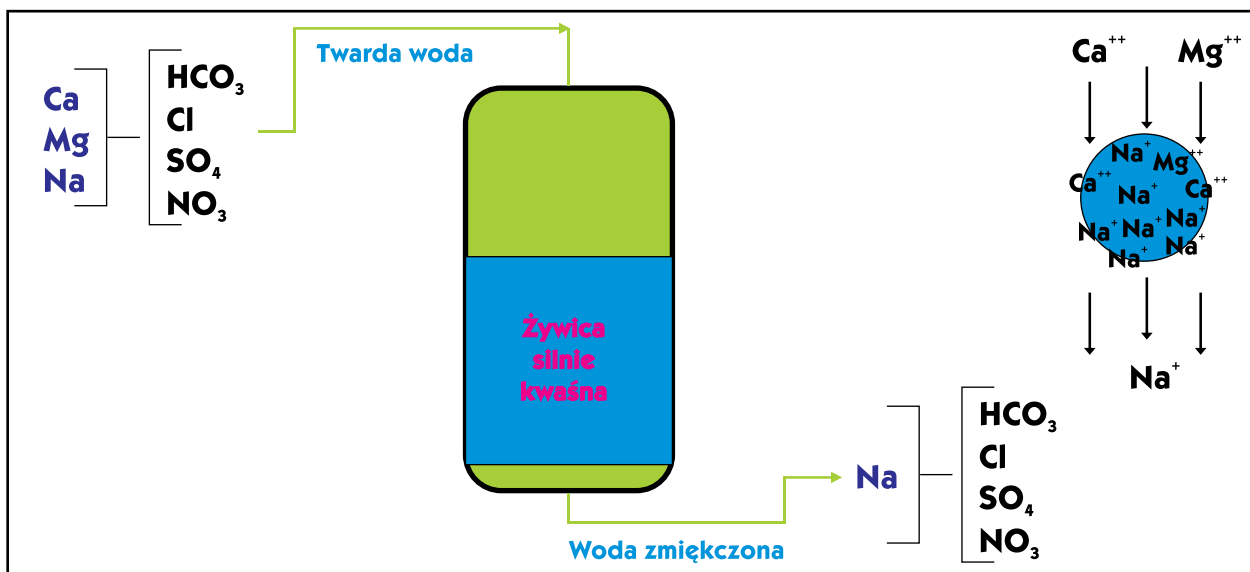 Twarda woda
Ca
Mg
Na
HCO₃
Cl
SO₄
NO₃
Żywica
silnie
kwaśna
Woda zmiękczona
Na
HCO₃
Cl
SO₄
NO₃
Ca⁺⁺ Mg⁺⁺
Na⁺ Mg⁺⁺
Ca⁺⁺ Na⁺ Ca⁺⁺
Na⁺ Na⁺ Na⁺
Na⁺ Na⁺
Na⁺